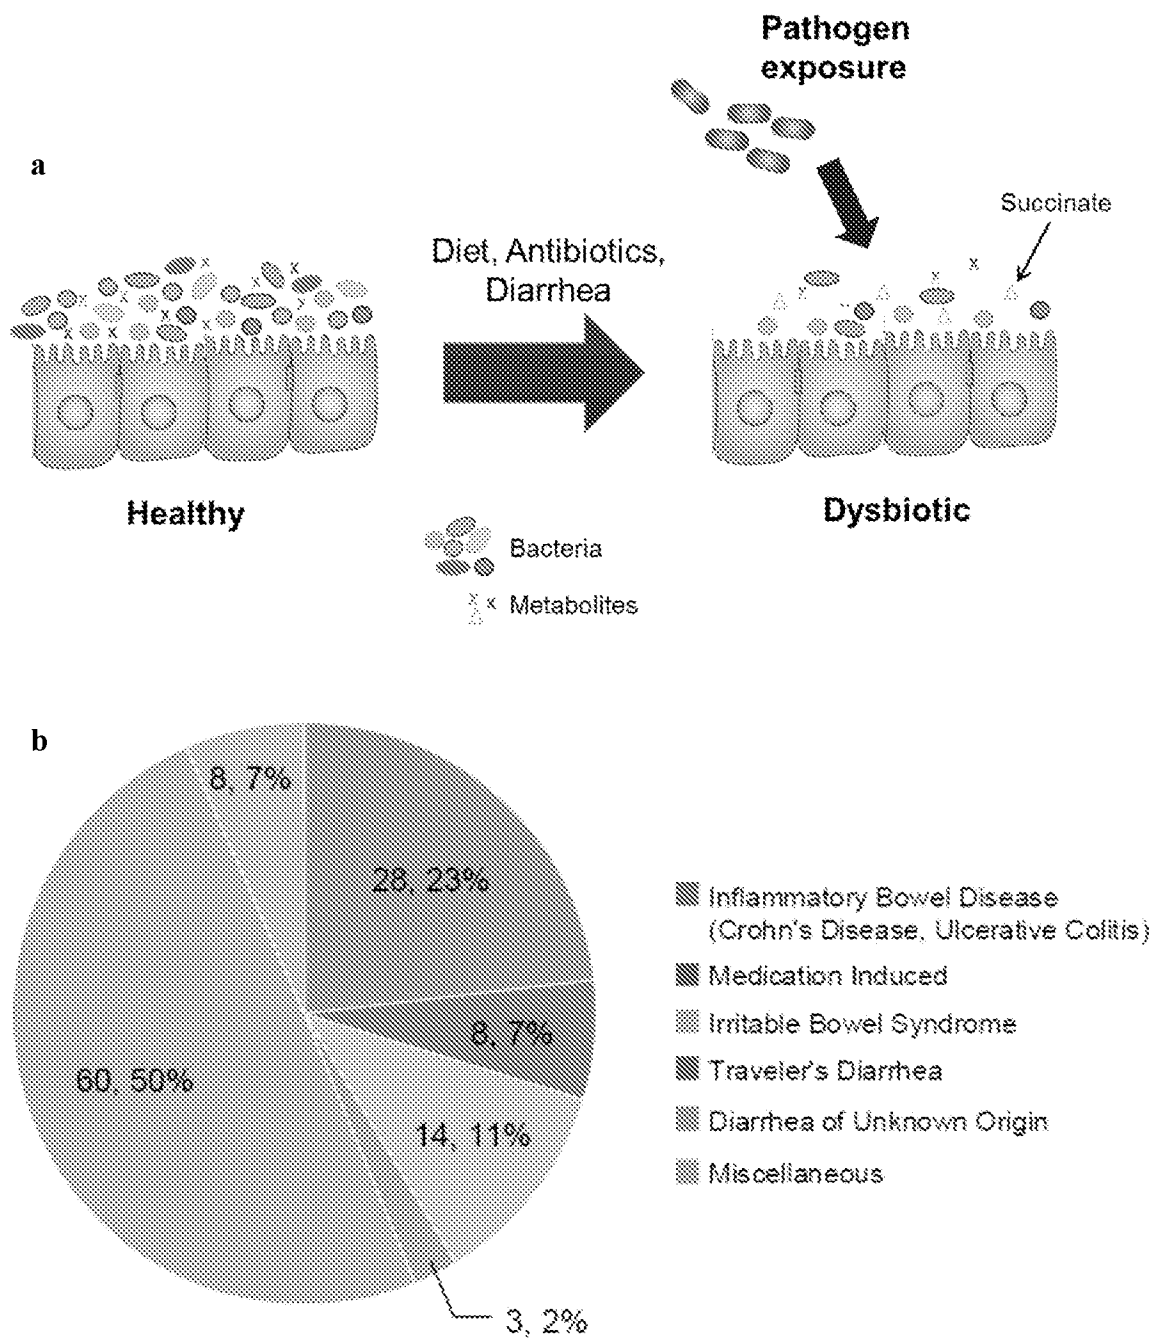 Pathogen
exposure
a
Succinate
Diet, Antibiotics,
Diarrhea
Healthy
Dysbiotic
Bacteria
x x Metabolites
b
8, 7%
28, 23%
8, 7%
60, 50%
14, 11%
3, 2%
Inflammatory Bowel Disease
(Crohn's Disease, Ulcerative Colitis)
Medication Induced
Irritable Bowel Syndrome
Traveler's Diarrhea
Diarrhea of Unknown Origin
Miscellaneous